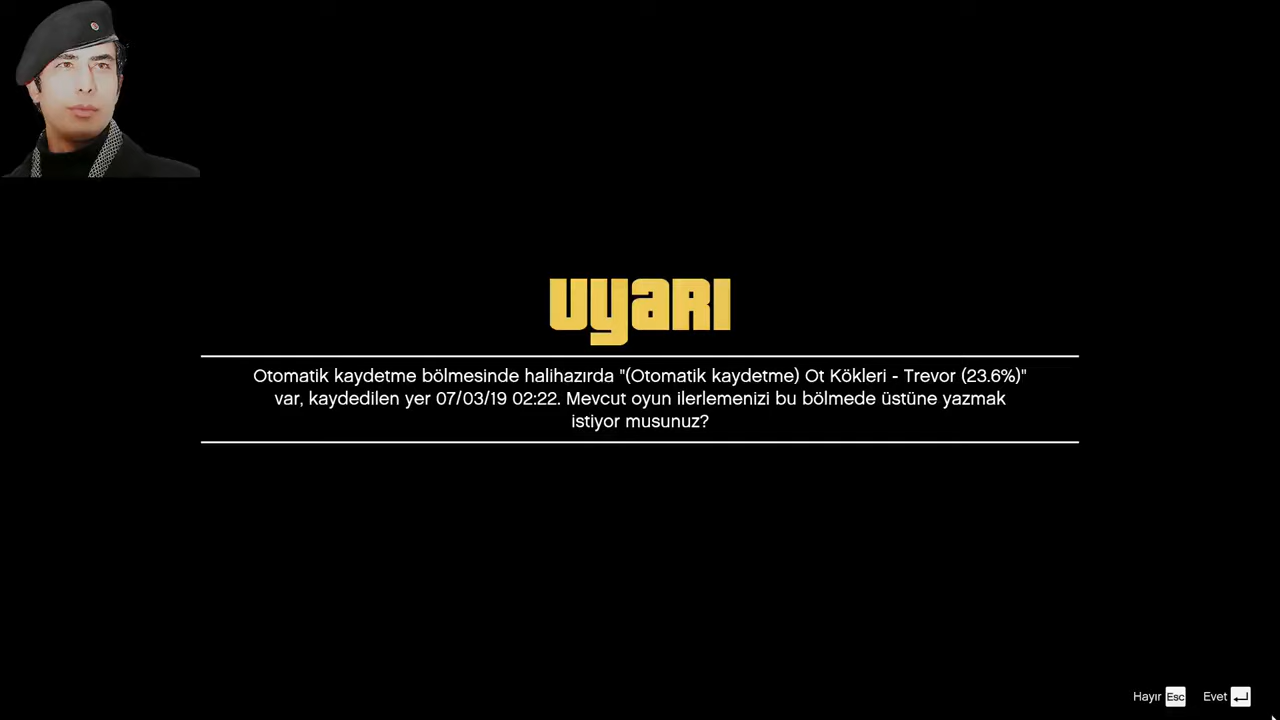 UYARI
Otomatik kaydetme bölmesinde halihazırda "(Otomatik kaydetme) Ot Kökleri - Trevor (23.6%)"
var, kaydedilen yer 07/03/19 02:22. Mevcut oyun ilerlemenizi bu bölmede üstüne yazmak
istiyor musunuz?
Hayır Esc Evet